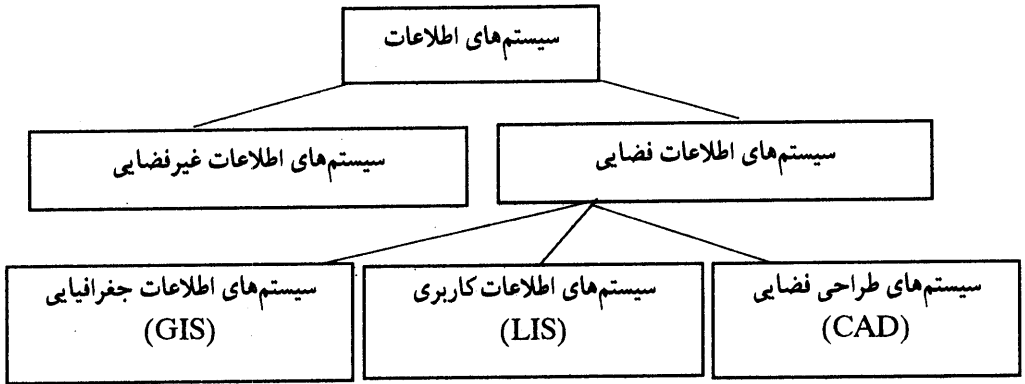 سیستم‌های اطلاعات
سیستم‌های اطلاعات فضایی
سیستم‌های اطلاعات غیرفضایی
سیستم‌های طراحی فضایی
(CAD)
سیستم‌های اطلاعات کاربری
(LIS)
سیستم‌های اطلاعات جغرافیایی
(GIS)